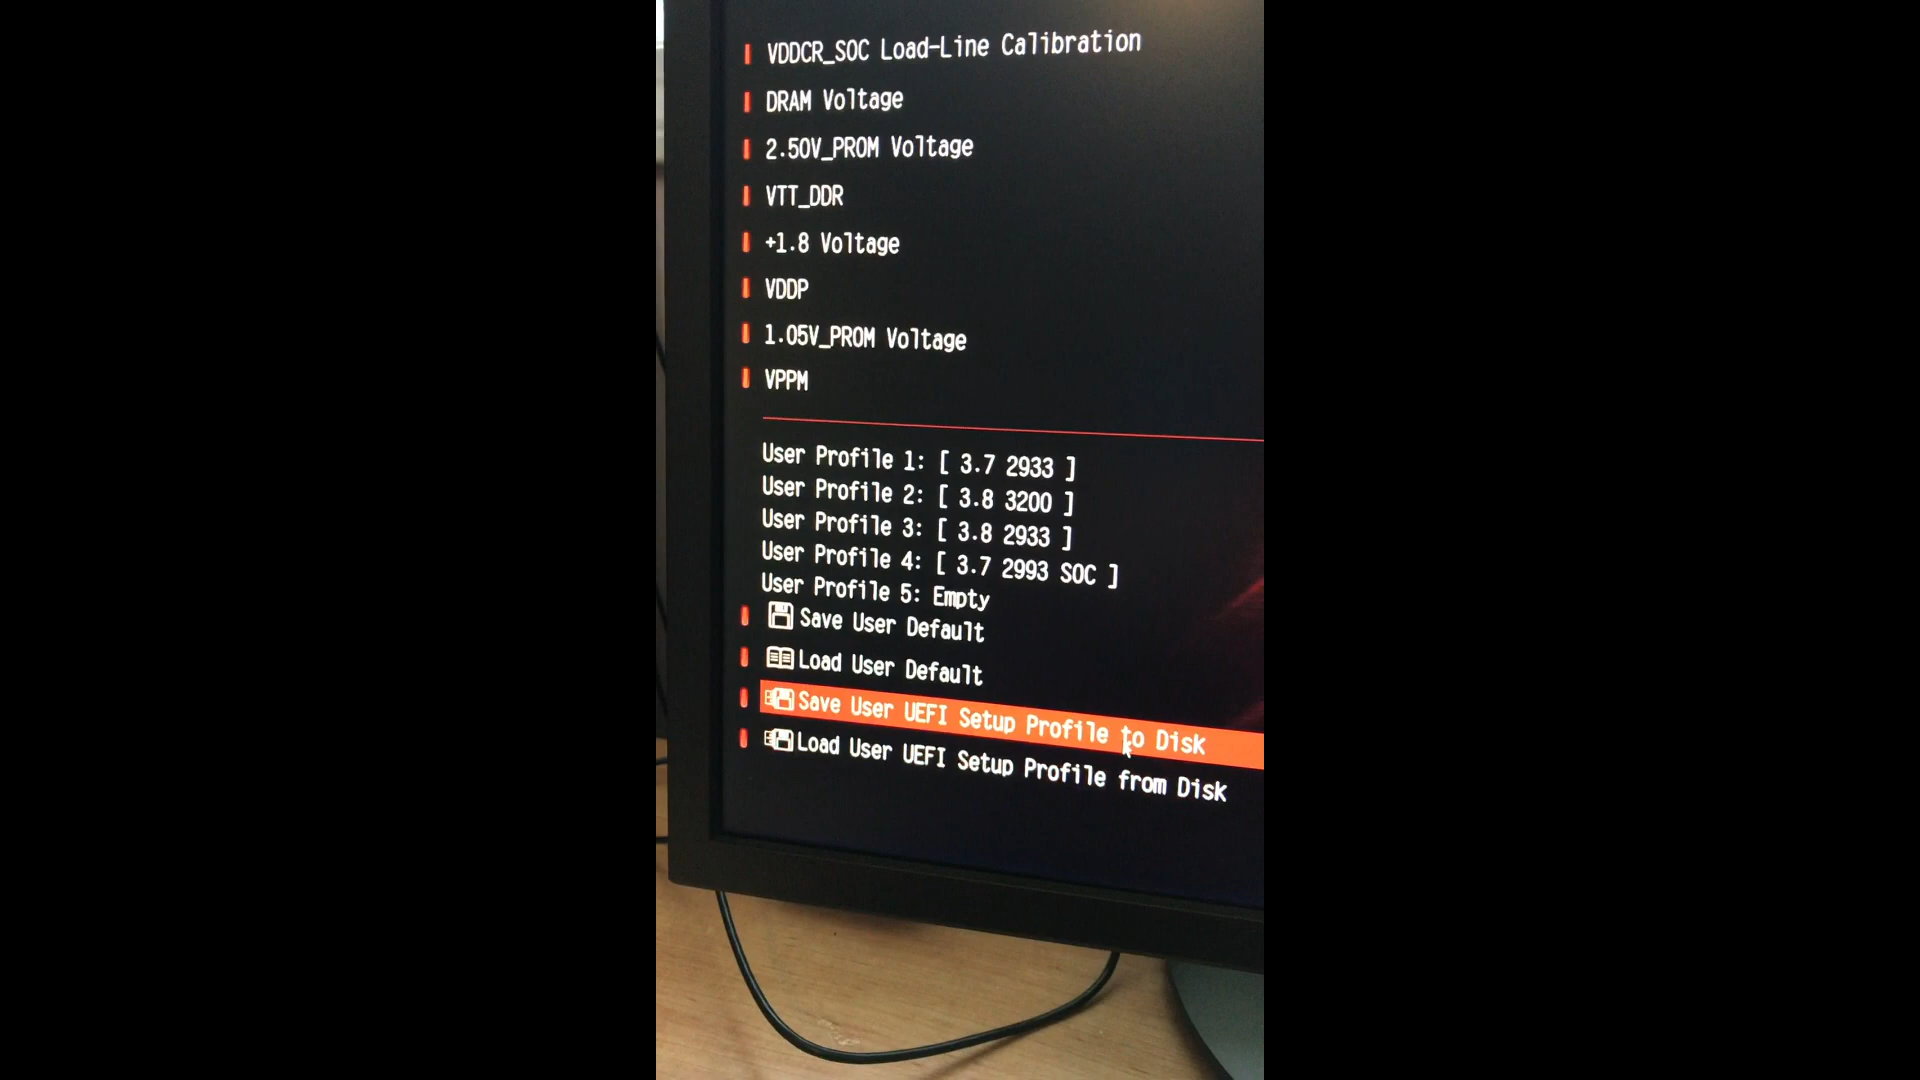 VDDCR_SOC Load-Line Calibration
DRAM Voltage
2.50V_PROM Voltage
VTT_DDR
+1.8 Voltage
VDDP
1.05V_PROM Voltage
VPPM
User Profile 1: [ 3.7 2933 ]
User Profile 2: [ 3.8 3200 ]
User Profile 3: [ 3.8 2933 ]
User Profile 4: [ 3.7 2993 SOC ]
User Profile 5: Empty
Save User Default
Load User Default
Save User UEFI Setup Profile to Disk
Load User UEFI Setup Profile from Disk